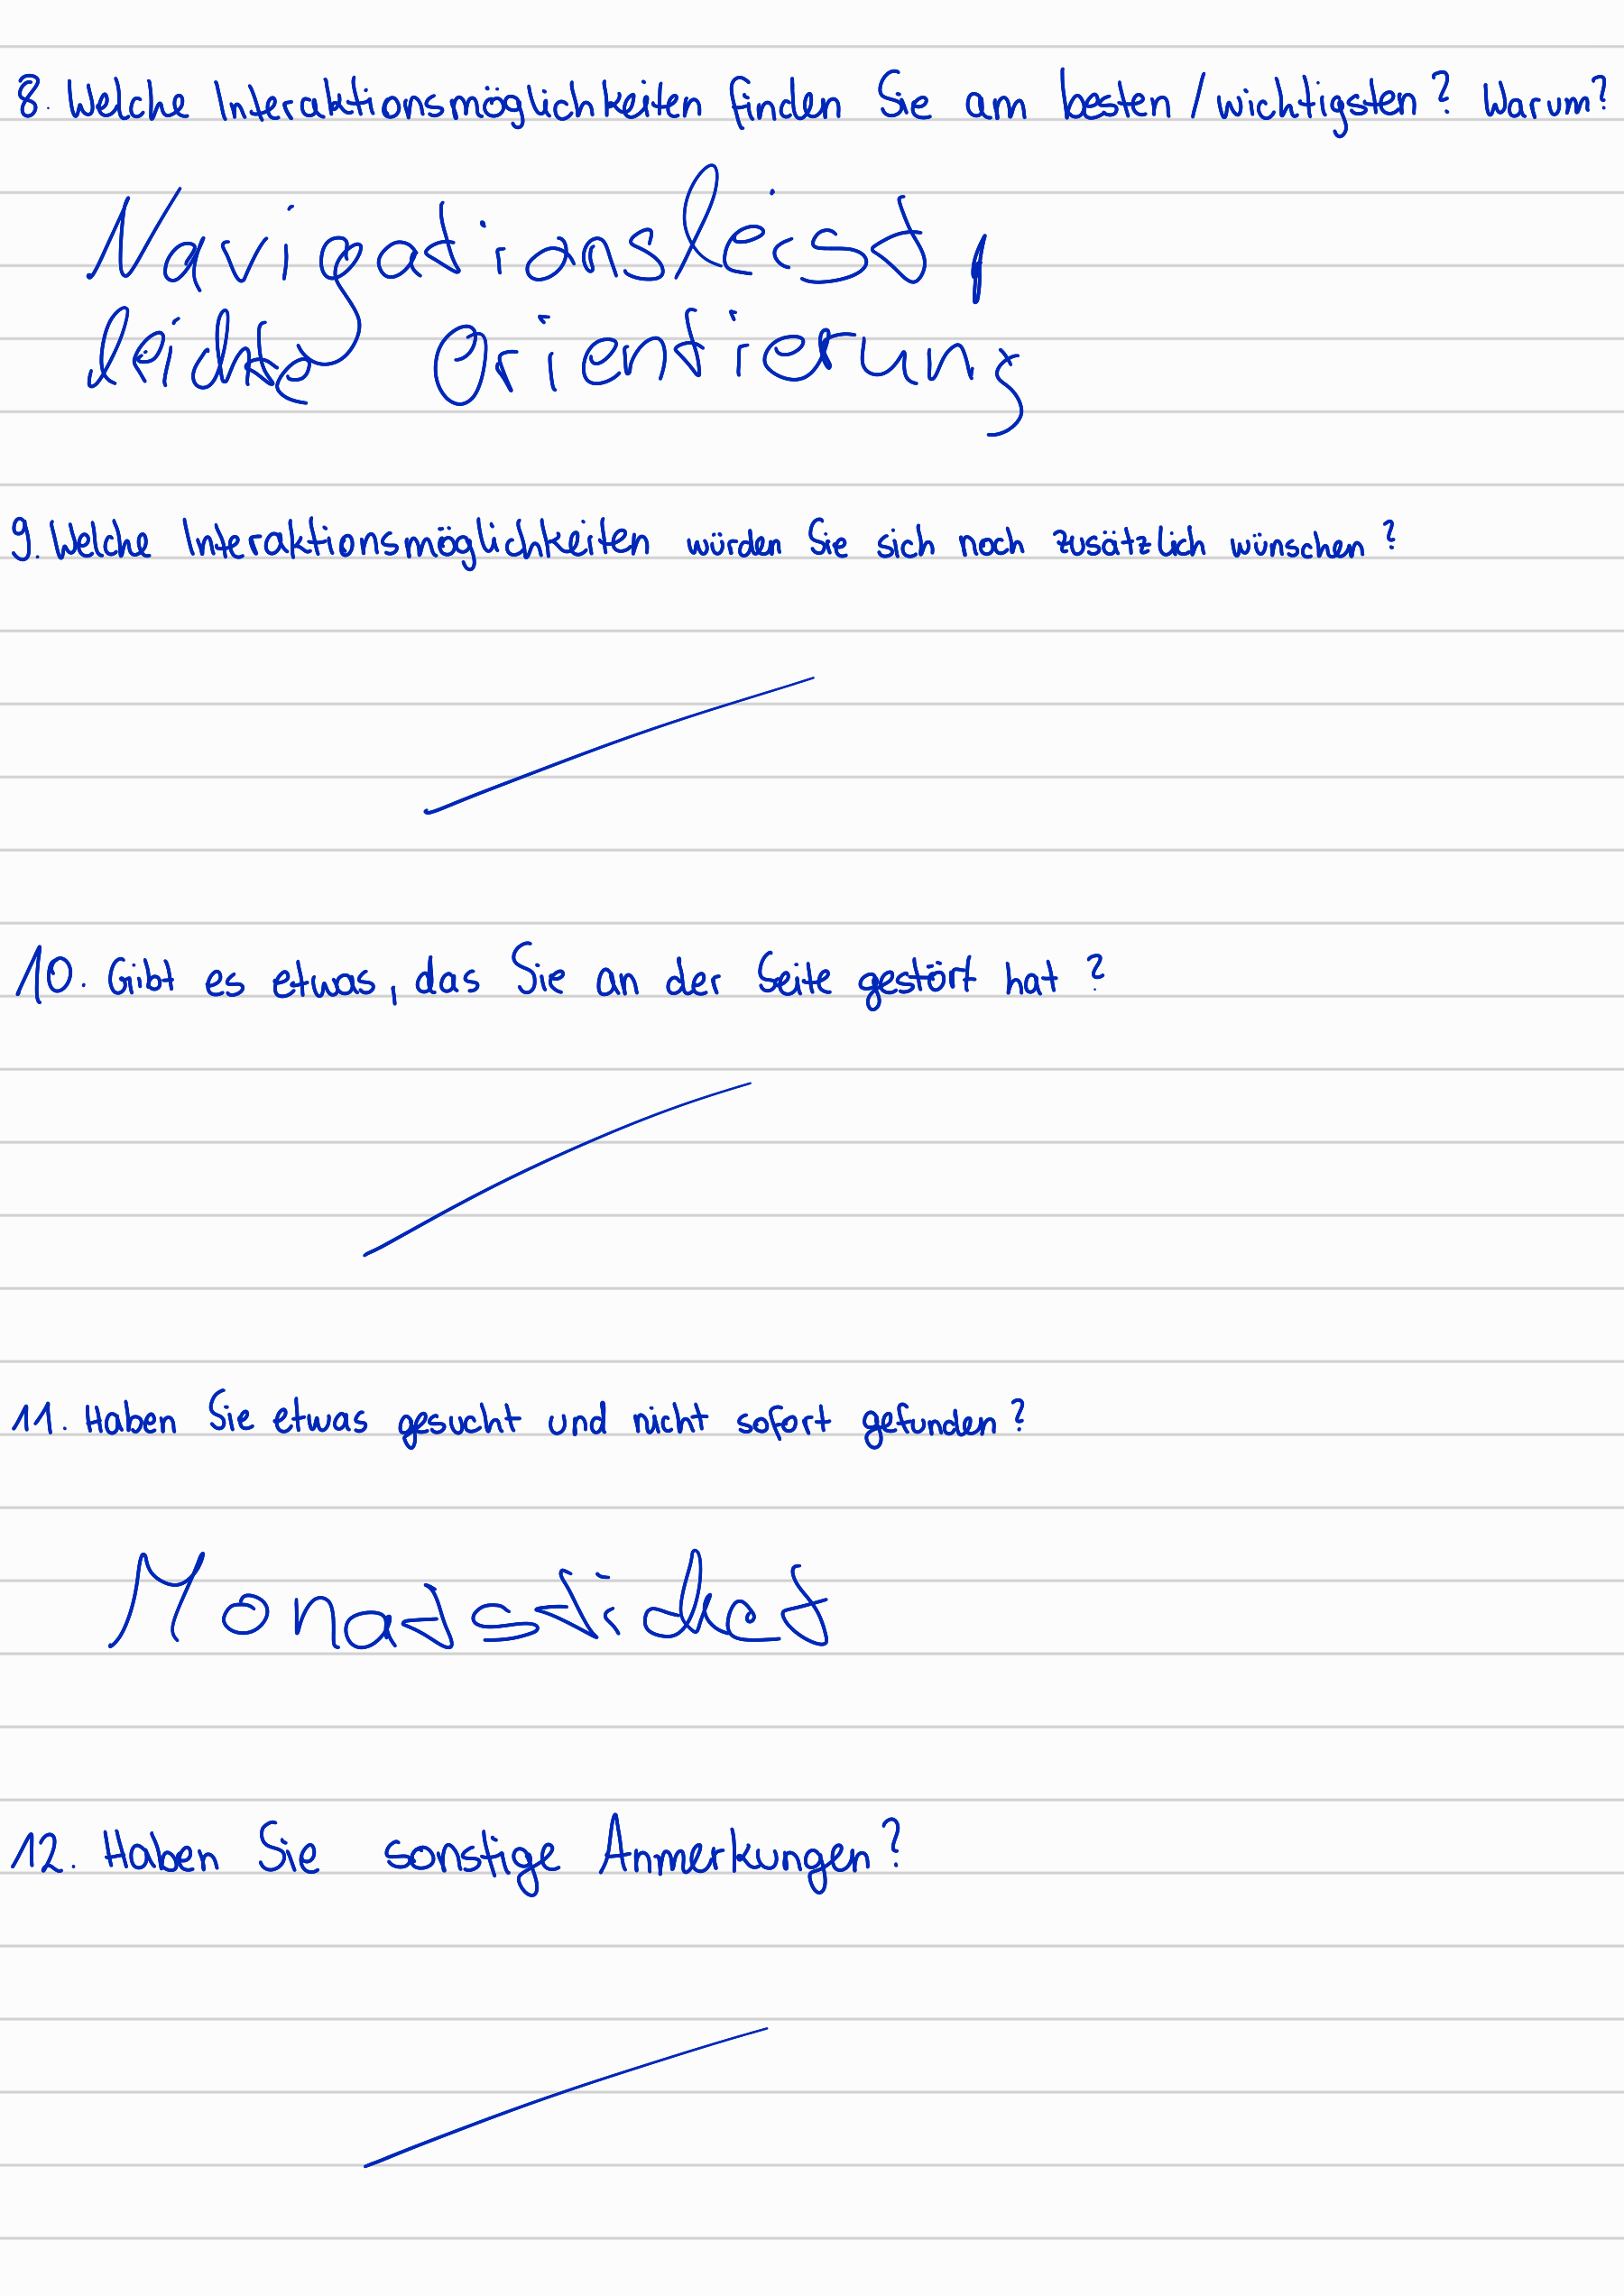 8. Welche Interaktionsmöglichkeiten finden Sie am besten / wichtigsten? Warum?
Navigationsleist,
leichte Orientierung
9. Welche Interaktionsmöglichkeiten würden Sie sich noch zusätzlich wünschen?
10. Gibt es etwas, das Sie an der Seite gestört hat?
11. Haben Sie etwas gesucht und nicht sofort gefunden?
Monatsticket
12. Haben Sie sonstige Anmerkungen?